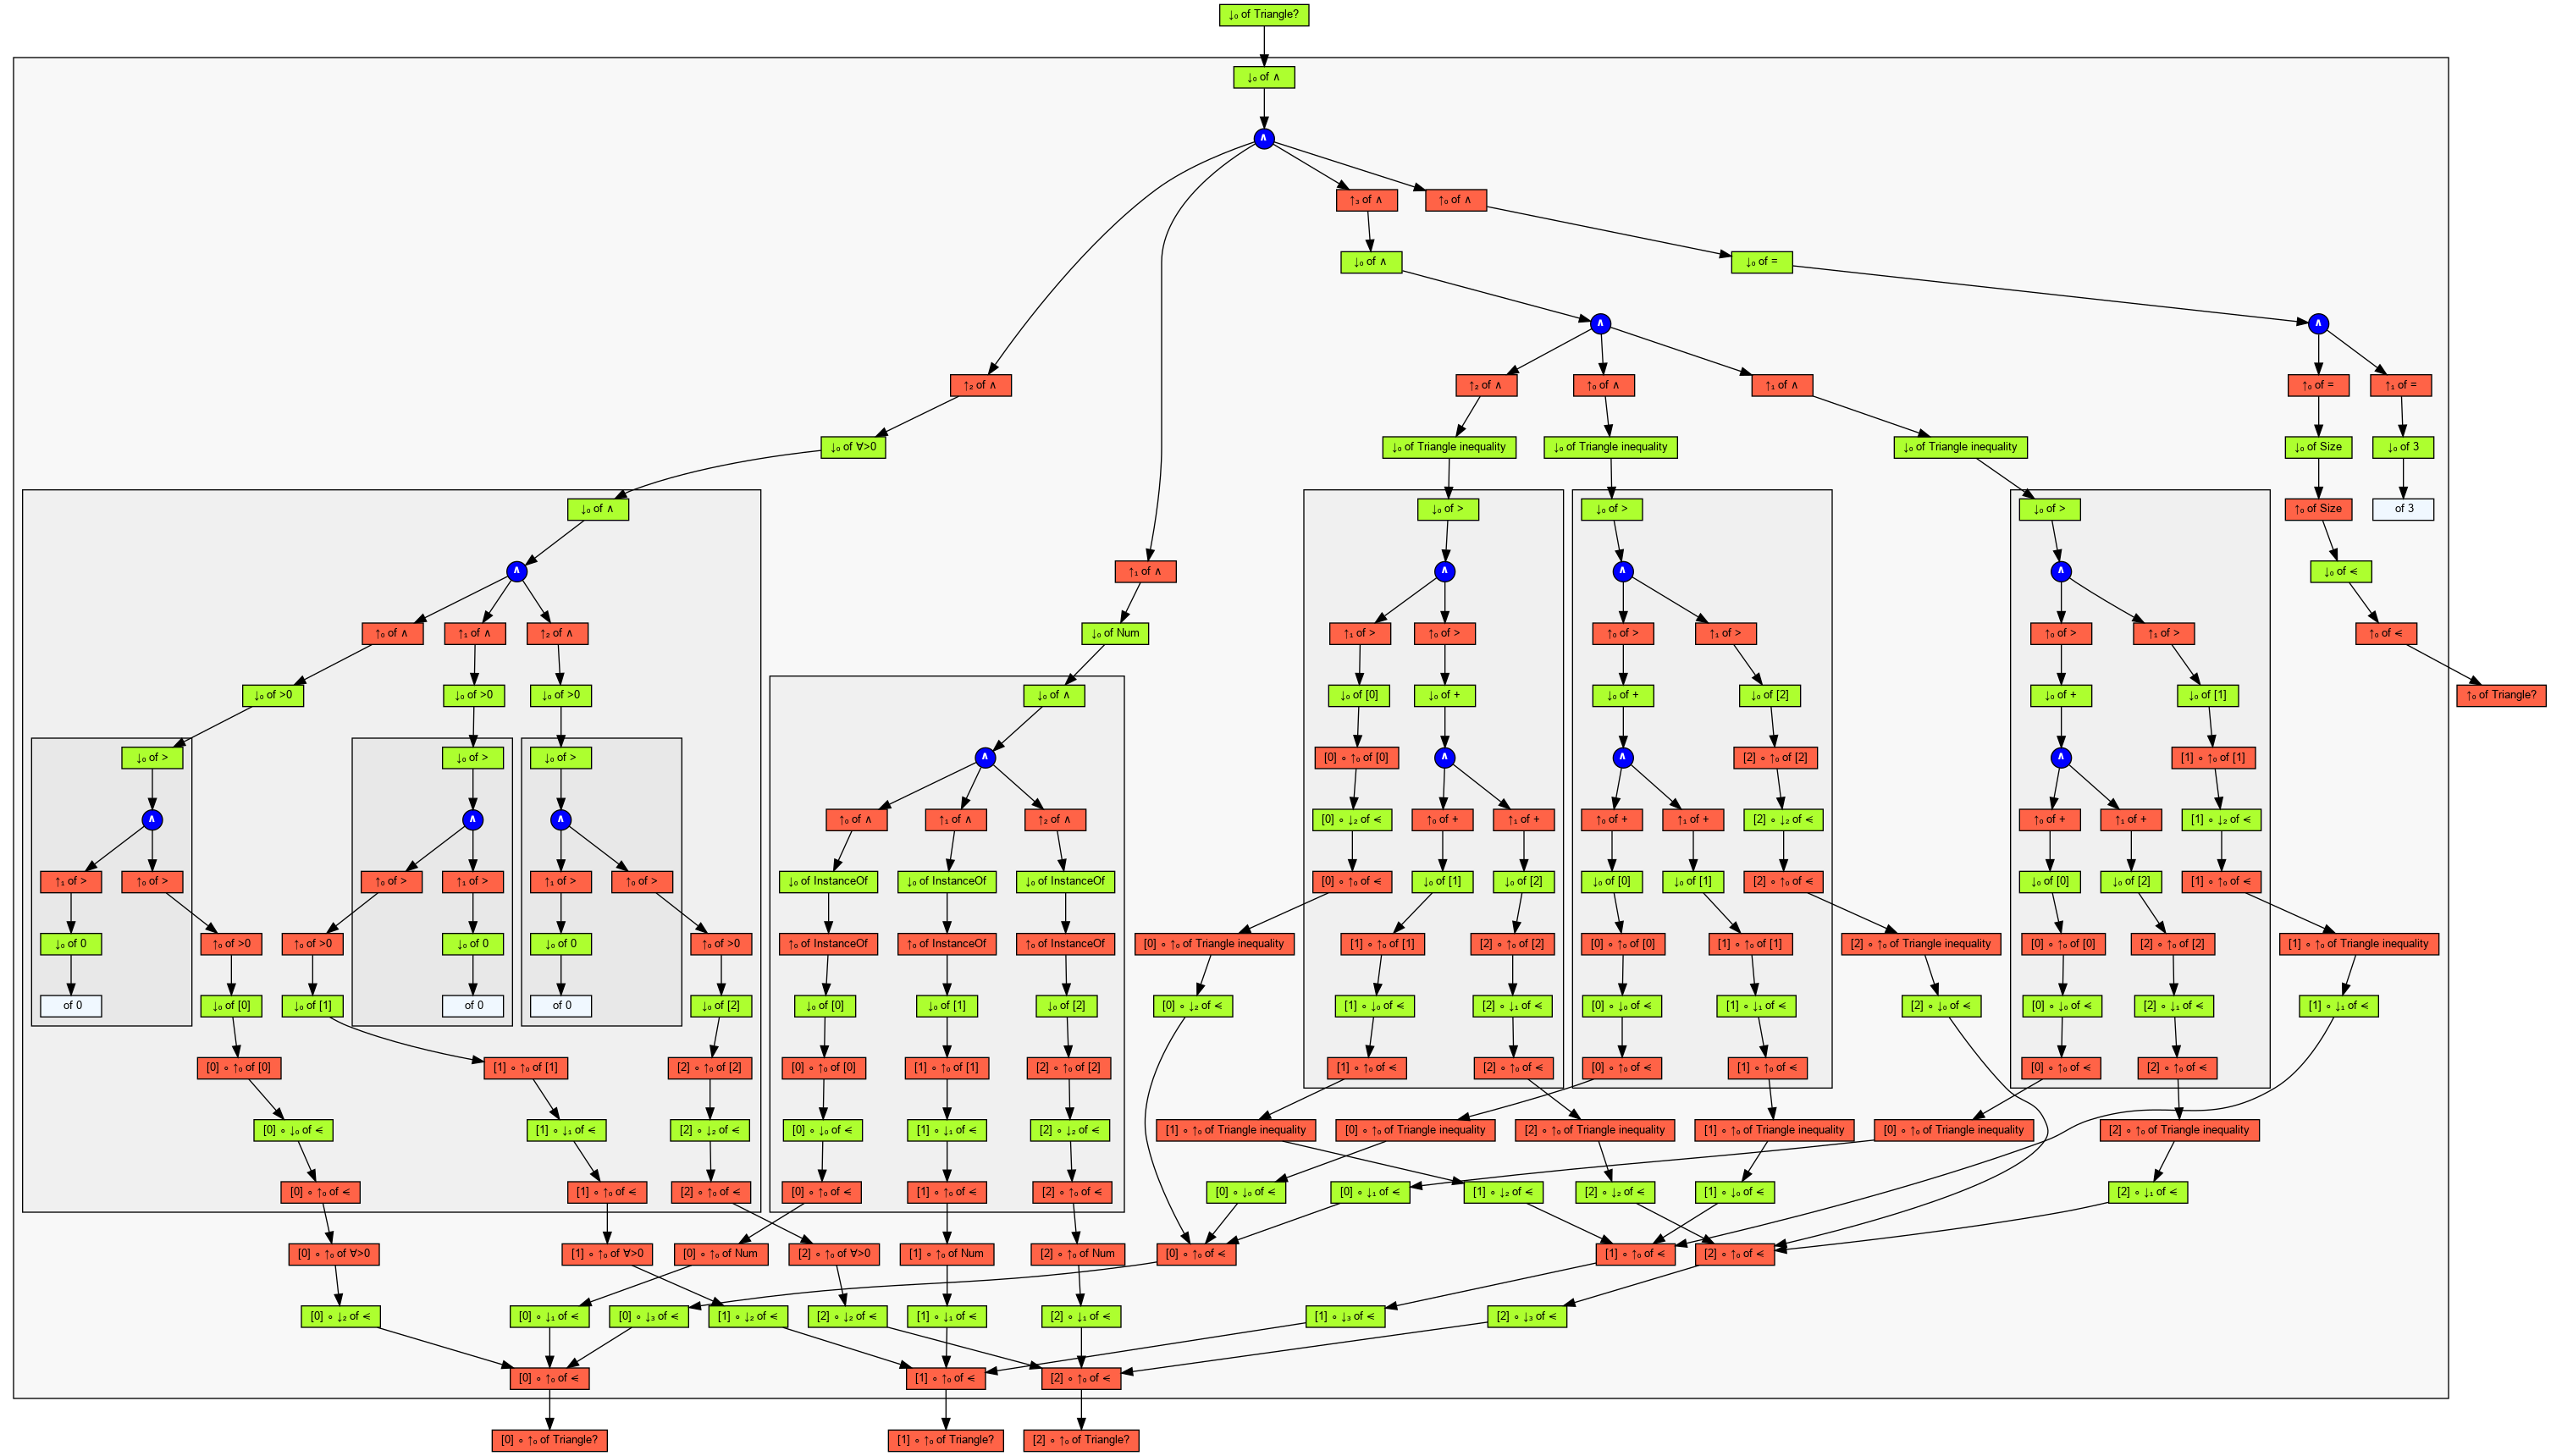 ↓₀ of Triangle?
↓₀ of ∧
∧
↑₃ of ∧
↑₀ of ∧
↓₀ of ∧
↓₀ of =
∧
∧
↑₂ of ∧
↑₂ of ∧
↑₀ of ∧
↑₁ of ∧
↑₀ of =
↑₁ of =
↓₀ of ∀>0
↓₀ of Triangle inequality
↓₀ of Triangle inequality
↓₀ of Triangle inequality
↓₀ of Size
↓₀ of 3
↓₀ of ∧
↓₀ of >
↓₀ of >
↓₀ of >
↑₀ of Size
of 3
∧
↑₁ of ∧
∧
∧
∧
↓₀ of ⪪
↑₀ of ∧
↑₁ of ∧
↑₂ of ∧
↓₀ of Num
↑₁ of >
↑₀ of >
↑₀ of >
↑₁ of >
↑₀ of >
↑₁ of >
↑₀ of ⪪
↓₀ of >0
↓₀ of >0
↓₀ of >0
↓₀ of ∧
↓₀ of [0]
↓₀ of +
↓₀ of +
↓₀ of [2]
↓₀ of +
↓₀ of [1]
↑₀ of Triangle?
↓₀ of >
↓₀ of >
↓₀ of >
∧
[0] ∘ ↑₀ of [0]
∧
∧
[2] ∘ ↑₀ of [2]
∧
[1] ∘ ↑₀ of [1]
∧
∧
∧
↑₀ of ∧
↑₁ of ∧
↑₂ of ∧
[0] ∘ ↓₂ of ⪪
↑₀ of +
↑₁ of +
↑₀ of +
↑₁ of +
[2] ∘ ↓₂ of ⪪
↑₀ of +
↑₁ of +
[1] ∘ ↓₂ of ⪪
↑₁ of >
↑₀ of >
↑₀ of >
↑₁ of >
↑₁ of >
↑₀ of >
↓₀ of InstanceOf
↓₀ of InstanceOf
↓₀ of InstanceOf
[0] ∘ ↑₀ of ⪪
↓₀ of [1]
↓₀ of [2]
↓₀ of [0]
↓₀ of [1]
[2] ∘ ↑₀ of ⪪
↓₀ of [0]
↓₀ of [2]
[1] ∘ ↑₀ of ⪪
↓₀ of 0
↑₀ of >0
↑₀ of >0
↓₀ of 0
↓₀ of 0
↑₀ of >0
↑₀ of InstanceOf
↑₀ of InstanceOf
↑₀ of InstanceOf
[0] ∘ ↑₀ of Triangle inequality
[1] ∘ ↑₀ of [1]
[2] ∘ ↑₀ of [2]
[0] ∘ ↑₀ of [0]
[1] ∘ ↑₀ of [1]
[2] ∘ ↑₀ of Triangle inequality
[0] ∘ ↑₀ of [0]
[2] ∘ ↑₀ of [2]
[1] ∘ ↑₀ of Triangle inequality
of 0
↓₀ of [0]
↓₀ of [1]
of 0
of 0
↓₀ of [2]
↓₀ of [0]
↓₀ of [1]
↓₀ of [2]
[0] ∘ ↓₂ of ⪪
[1] ∘ ↓₀ of ⪪
[2] ∘ ↓₁ of ⪪
[0] ∘ ↓₀ of ⪪
[1] ∘ ↓₁ of ⪪
[2] ∘ ↓₀ of ⪪
[0] ∘ ↓₀ of ⪪
[2] ∘ ↓₁ of ⪪
[1] ∘ ↓₁ of ⪪
[0] ∘ ↑₀ of [0]
[1] ∘ ↑₀ of [1]
[2] ∘ ↑₀ of [2]
[0] ∘ ↑₀ of [0]
[1] ∘ ↑₀ of [1]
[2] ∘ ↑₀ of [2]
[1] ∘ ↑₀ of ⪪
[2] ∘ ↑₀ of ⪪
[0] ∘ ↑₀ of ⪪
[1] ∘ ↑₀ of ⪪
[0] ∘ ↑₀ of ⪪
[2] ∘ ↑₀ of ⪪
[0] ∘ ↓₀ of ⪪
[1] ∘ ↓₁ of ⪪
[2] ∘ ↓₂ of ⪪
[0] ∘ ↓₀ of ⪪
[1] ∘ ↓₁ of ⪪
[2] ∘ ↓₂ of ⪪
[1] ∘ ↑₀ of Triangle inequality
[0] ∘ ↑₀ of Triangle inequality
[2] ∘ ↑₀ of Triangle inequality
[1] ∘ ↑₀ of Triangle inequality
[0] ∘ ↑₀ of Triangle inequality
[2] ∘ ↑₀ of Triangle inequality
[0] ∘ ↑₀ of ⪪
[1] ∘ ↑₀ of ⪪
[2] ∘ ↑₀ of ⪪
[0] ∘ ↑₀ of ⪪
[1] ∘ ↑₀ of ⪪
[2] ∘ ↑₀ of ⪪
[0] ∘ ↓₀ of ⪪
[0] ∘ ↓₁ of ⪪
[1] ∘ ↓₂ of ⪪
[2] ∘ ↓₂ of ⪪
[1] ∘ ↓₀ of ⪪
[2] ∘ ↓₁ of ⪪
[0] ∘ ↑₀ of ∀>0
[1] ∘ ↑₀ of ∀>0
[0] ∘ ↑₀ of Num
[2] ∘ ↑₀ of ∀>0
[1] ∘ ↑₀ of Num
[2] ∘ ↑₀ of Num
[0] ∘ ↑₀ of ⪪
[1] ∘ ↑₀ of ⪪
[2] ∘ ↑₀ of ⪪
[0] ∘ ↓₂ of ⪪
[0] ∘ ↓₁ of ⪪
[0] ∘ ↓₃ of ⪪
[1] ∘ ↓₂ of ⪪
[2] ∘ ↓₂ of ⪪
[1] ∘ ↓₁ of ⪪
[2] ∘ ↓₁ of ⪪
[1] ∘ ↓₃ of ⪪
[2] ∘ ↓₃ of ⪪
[0] ∘ ↑₀ of ⪪
[1] ∘ ↑₀ of ⪪
[2] ∘ ↑₀ of ⪪
[0] ∘ ↑₀ of Triangle?
[1] ∘ ↑₀ of Triangle?
[2] ∘ ↑₀ of Triangle?